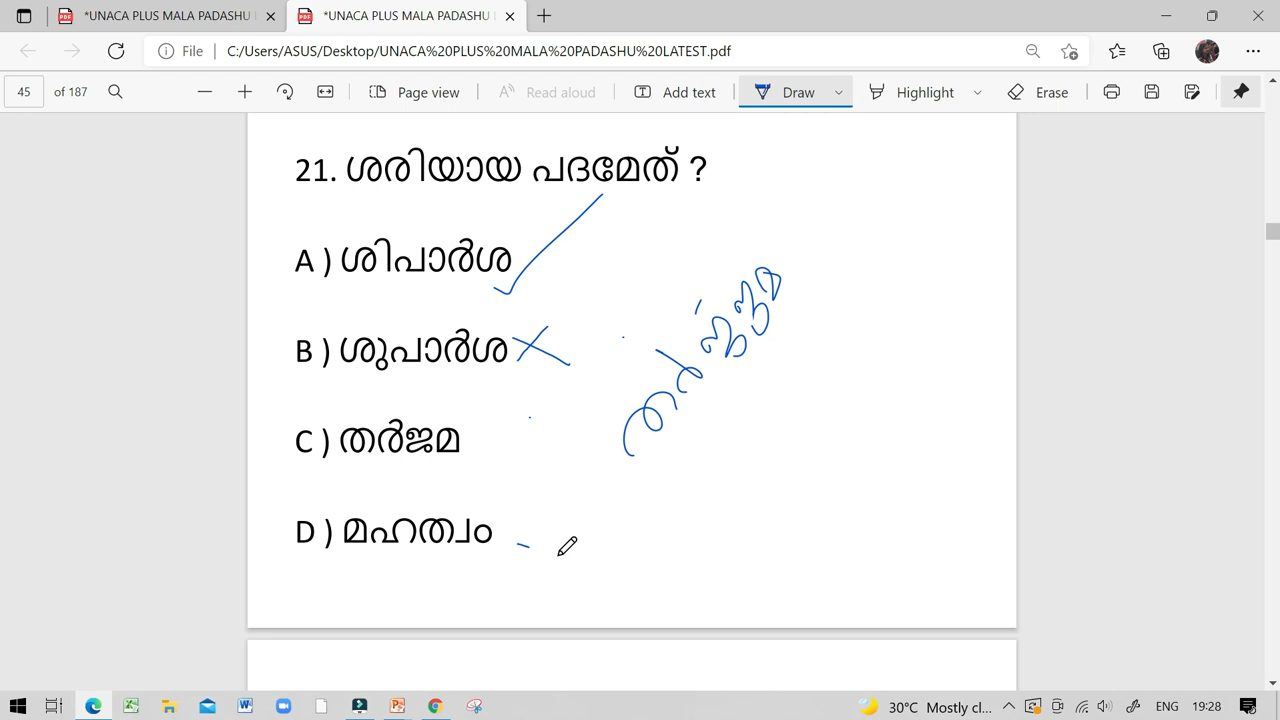 *UNACA PLUS MALA PADASHU
*UNACA PLUS MALA PADASHU
File C:/Users/ASUS/Desktop/UNACA%20PLUS%20MALA%20PADASHU%20LATEST.pdf
45 of 187 Page view Read aloud Add text Draw Highlight Erase
21. ശരിയായ പദമേത് ?
A ) ശിപാർശ
B ) ശുപാർശ
C ) തർജമ
D ) മഹത്വം
30°C Mostly cl... ENG 19:28